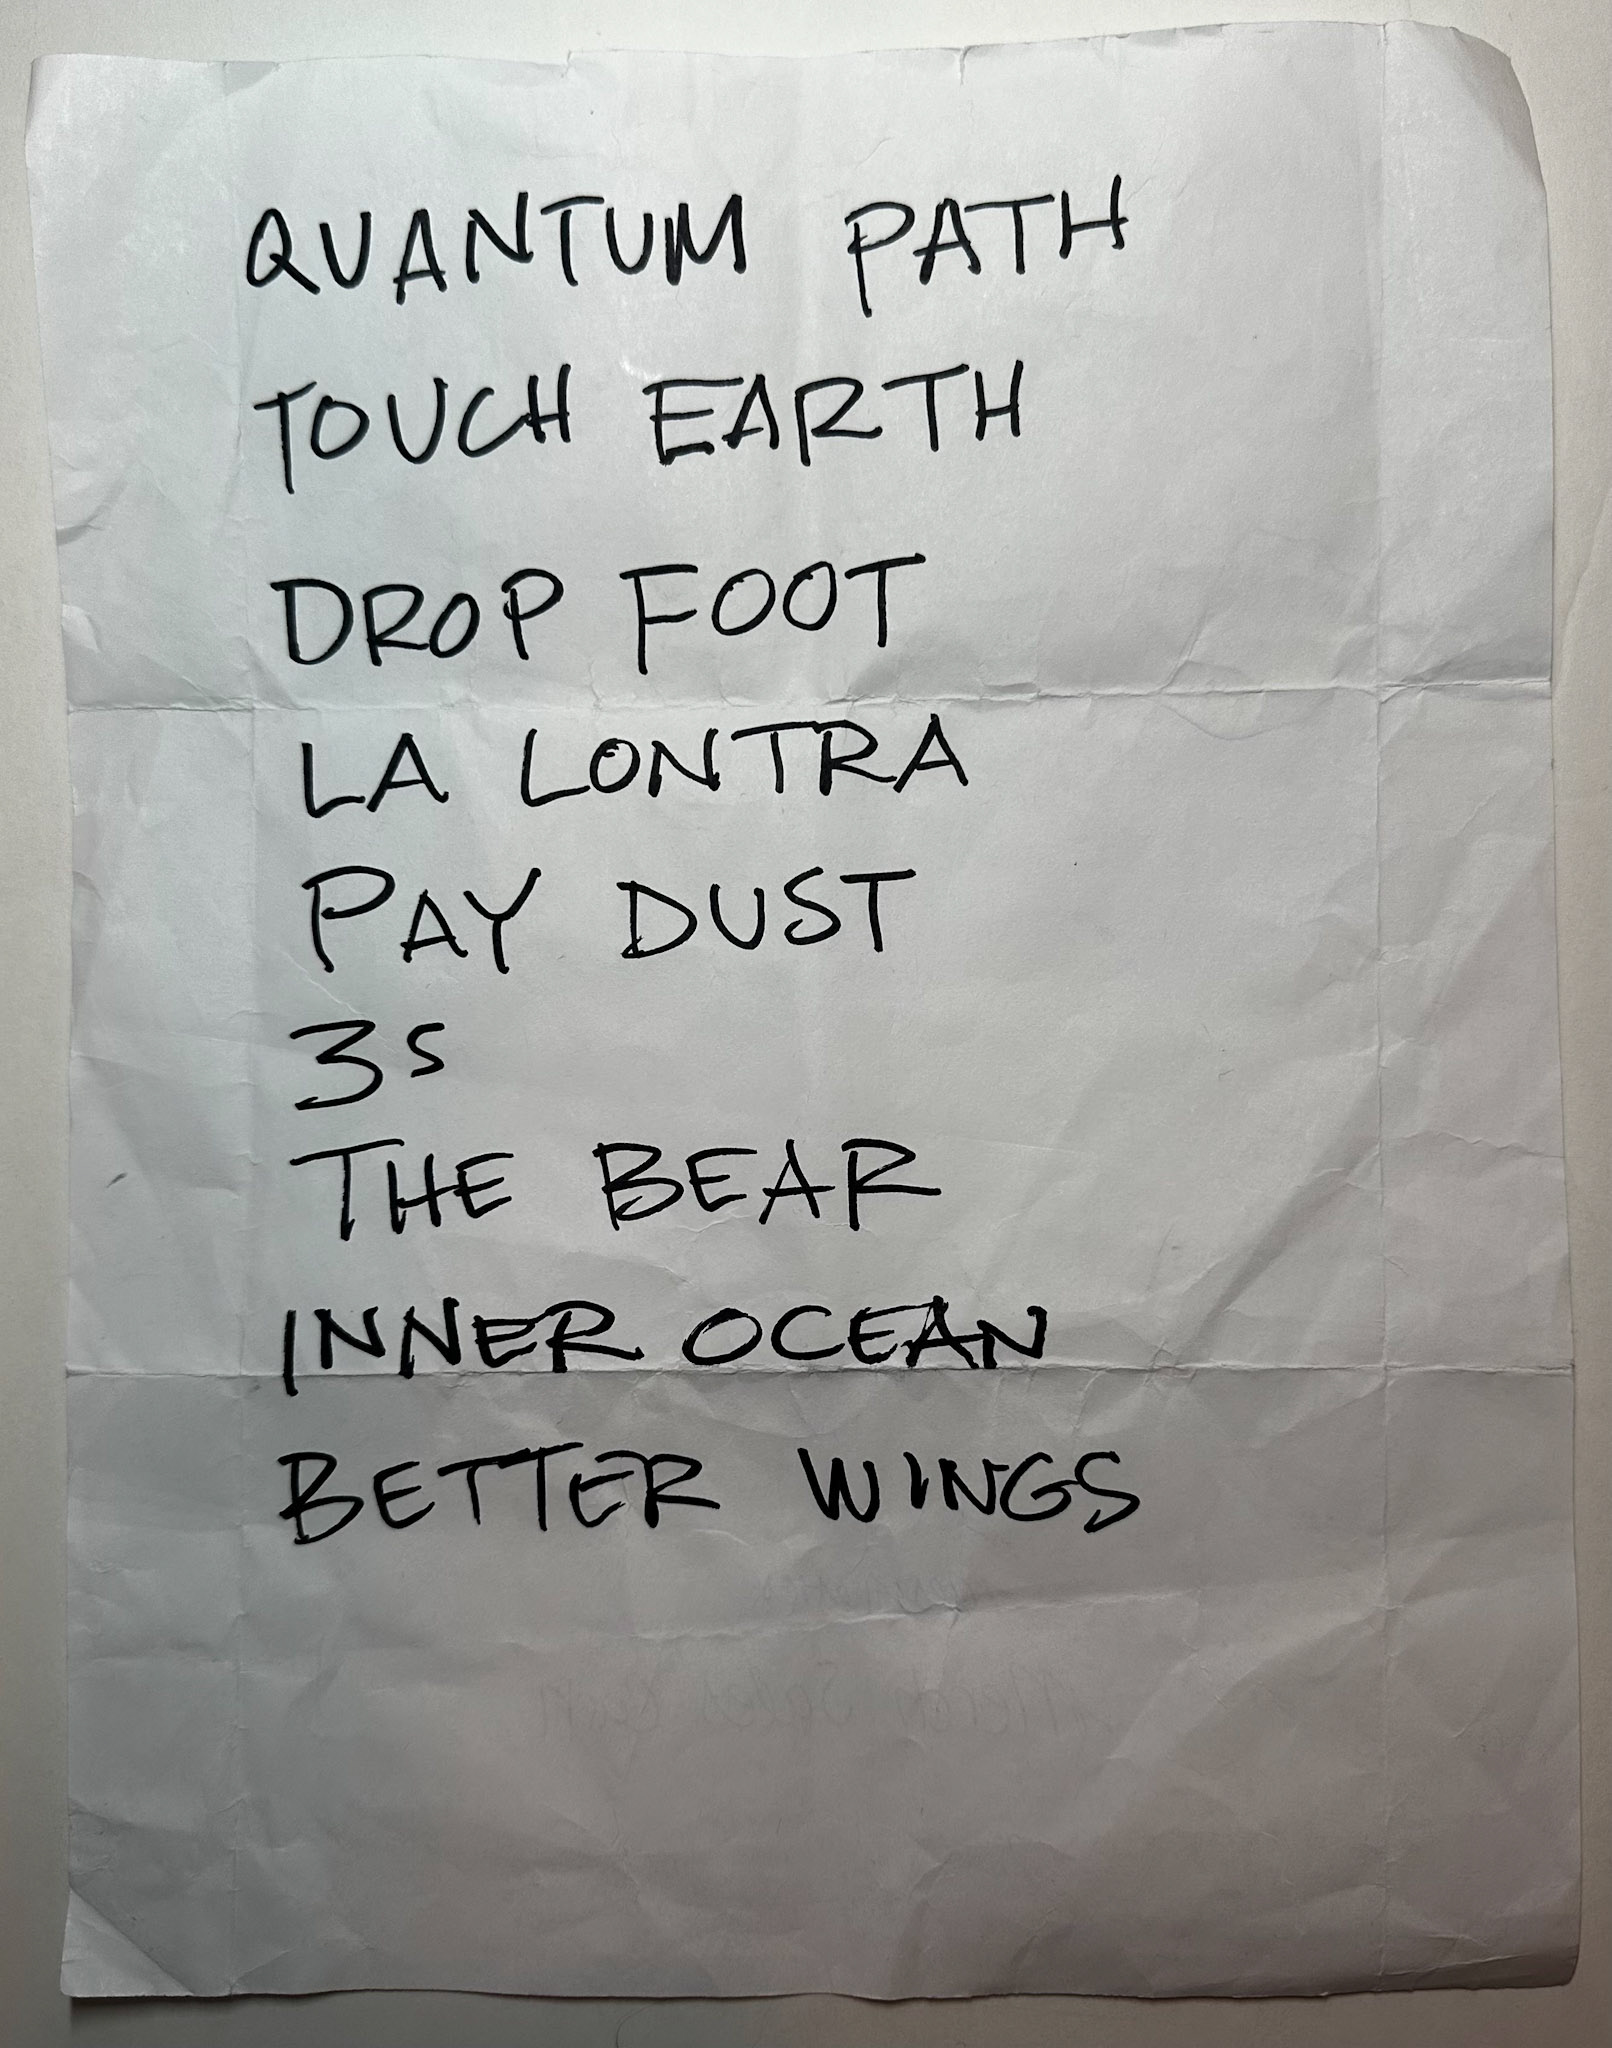 QUANTUM PATH
TOUCH EARTH
DROP FOOT
LA LONTRA
PAY DUST
3s
THE BEAR
INNER OCEAN
BETTER WINGS